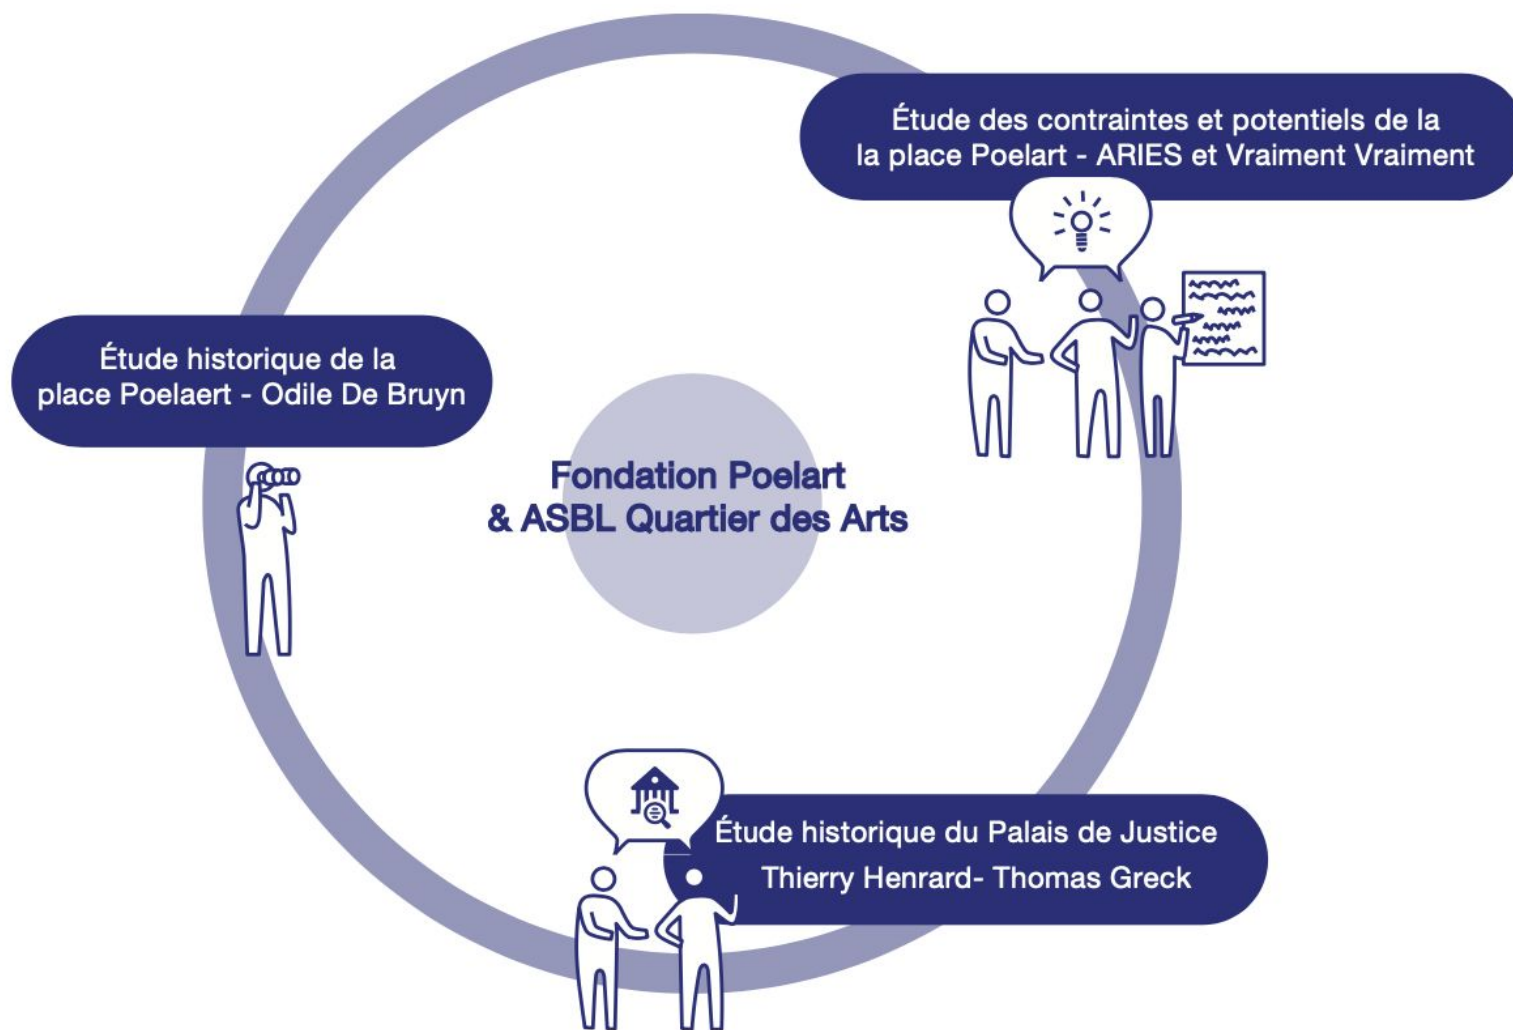 Étude des contraintes et potentiels de la
la place Poelart - ARIES et Vraiment Vraiment
Étude historique de la
place Poelaert - Odile De Bruyn
Fondation Poelart
& ASBL Quartier des Arts
Étude historique du Palais de Justice
Thierry Henrard- Thomas Greck